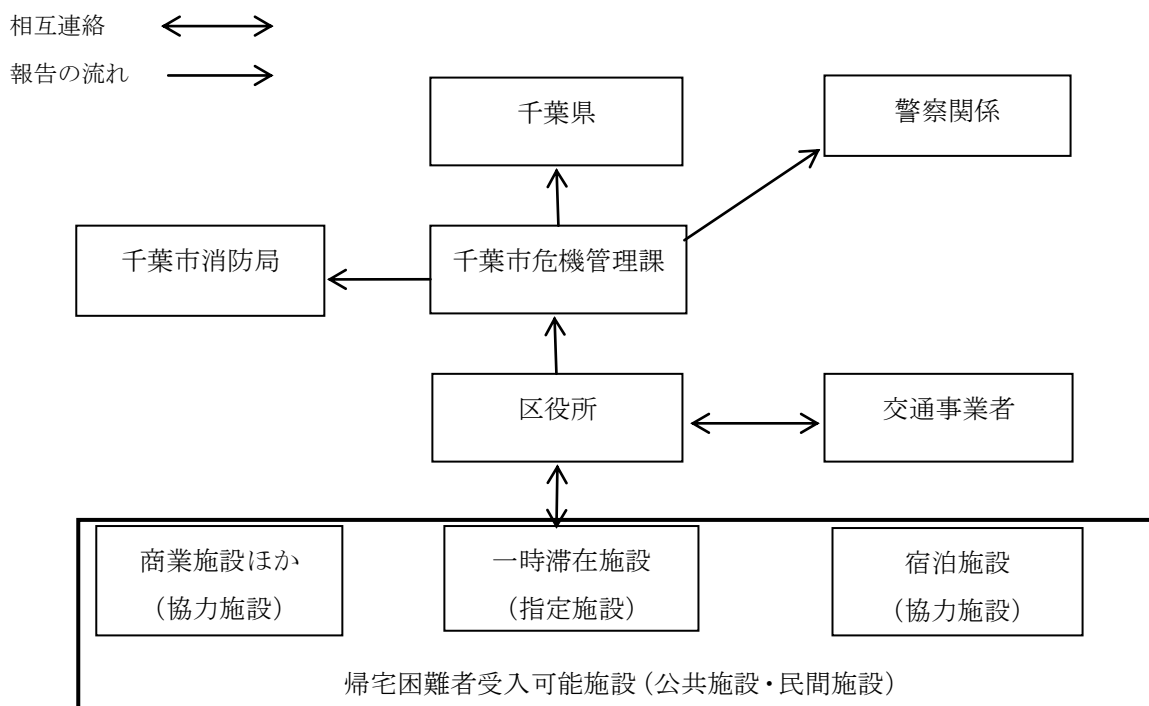 相互連絡
報告の流れ
千葉県
警察関係
千葉市消防局
千葉市危機管理課
区役所
交通事業者
商業施設ほか
（協力施設）
一時滞在施設
（指定施設）
宿泊施設
（協力施設）
帰宅困難者受入可能施設（公共施設・民間施設）